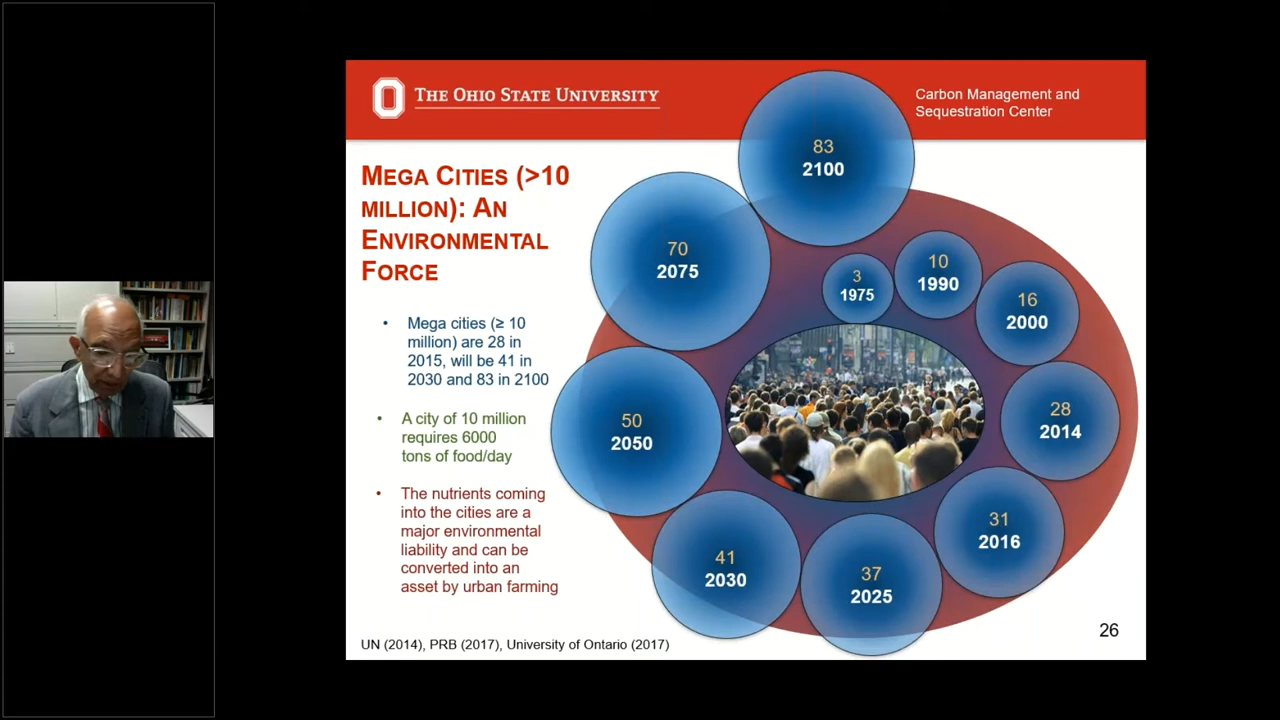 THE OHIO STATE UNIVERSITY
Carbon Management and
Sequestration Center
MEGA CITIES (>10
MILLION): AN
ENVIRONMENTAL
FORCE
• Mega cities (≥ 10
million) are 28 in
2015, will be 41 in
2030 and 83 in 2100
• A city of 10 million
requires 6000
tons of food/day
• The nutrients coming
into the cities are a
major environmental
liability and can be
converted into an
asset by urban farming
3
1975
10
1990
16
2000
28
2014
31
2016
37
2025
41
2030
50
2050
70
2075
83
2100
UN (2014), PRB (2017), University of Ontario (2017)
26